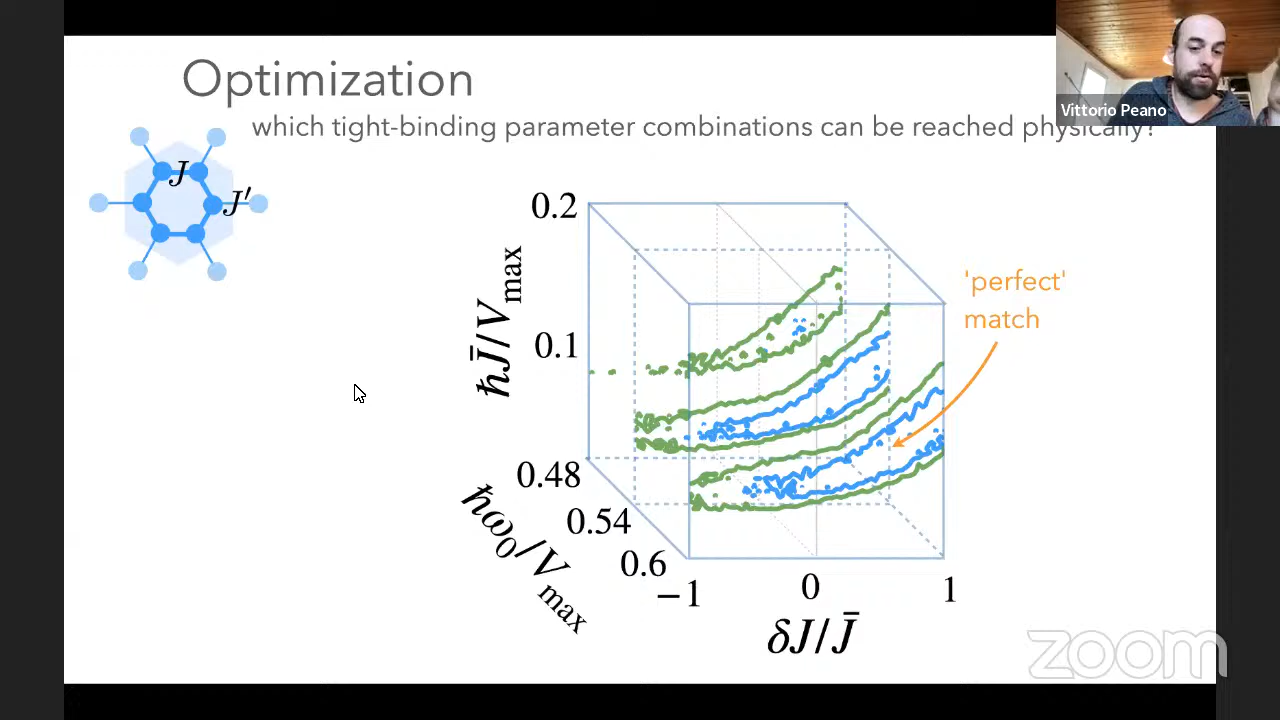 Optimization
Vittorio Peano
which tight-binding parameter combinations can be reached physically?
J
J′
0.2
0.1
ħJ̄/Vmax
'perfect'
match
0.48
0.54
0.6
ħω₀/Vmax
−1
0
1
δJ/J̄
zoom